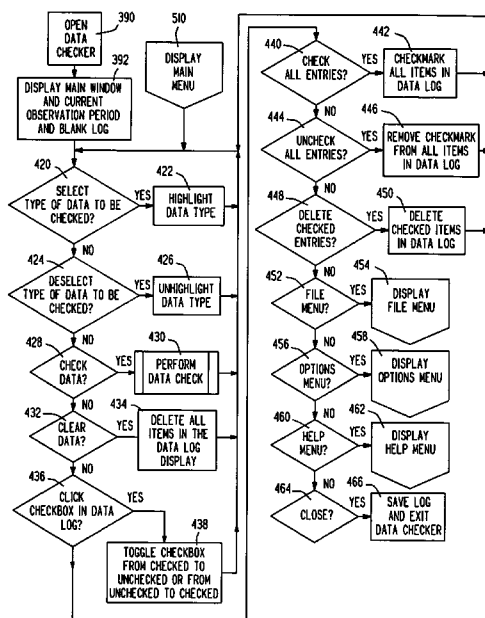 390
OPEN
DATA
CHECKER
392
DISPLAY MAIN
WINDOW
AND CURRENT
OBSERVATION
PERIOD
AND BLANK LOG
510
DISPLAY
MAIN
MENU
420
SELECT
TYPE OF DATA TO BE
CHECKED?
YES
422
HIGHLIGHT
DATA TYPE
NO
424
DESELECT
TYPE OF DATA TO BE
CHECKED?
YES
426
UNHIGHLIGHT
DATA TYPE
NO
428
CHECK
DATA?
YES
430
PERFORM
DATA CHECK
NO
432
CLEAR
DATA?
YES
434
DELETE ALL
ITEMS IN THE
DATA LOG
DISPLAY
NO
436
CLICK
CHECKBOX IN DATA
LOG?
YES
438
TOGGLE CHECKBOX
FROM CHECKED TO
UNCHECKED OR FROM
UNCHECKED TO CHECKED
NO
440
CHECK
ALL ENTRIES?
YES
442
CHECKMARK
ALL ITEMS IN
DATA LOG
NO
444
UNCHECK
ALL ENTRIES?
YES
446
REMOVE CHECKMARK
FROM ALL ITEMS
IN DATA LOG
NO
448
DELETE
CHECKED
ENTRIES?
YES
450
DELETE
CHECKED ITEMS
IN DATA LOG
NO
452
FILE
MENU?
YES
454
DISPLAY
FILE MENU
NO
456
OPTIONS
MENU?
YES
458
DISPLAY
OPTIONS MENU
NO
460
HELP
MENU?
YES
462
DISPLAY
HELP MENU
NO
464
CLOSE?
YES
466
SAVE LOG
AND EXIT
DATA CHECKER